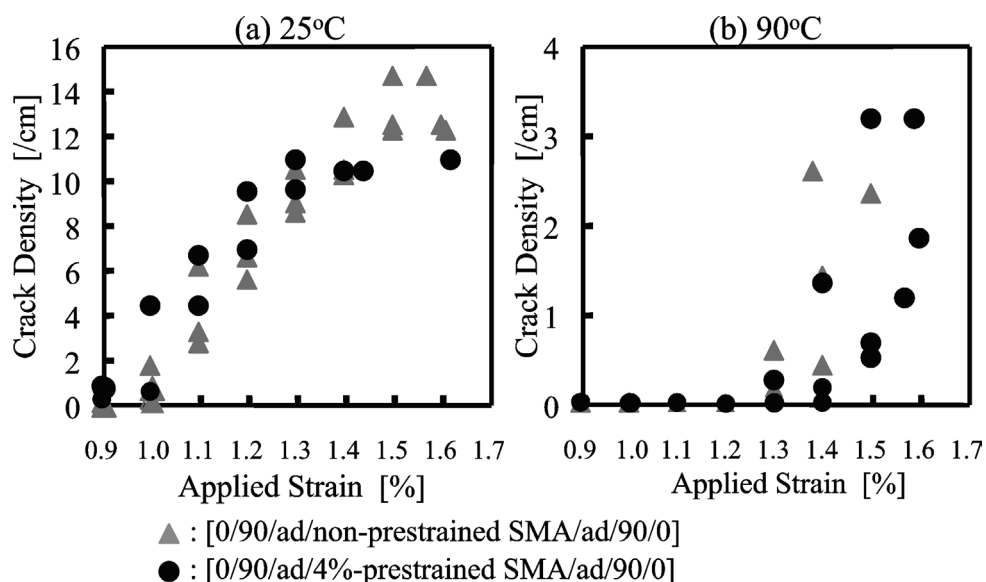 (a) 25°C
(b) 90°C
Crack Density [/cm]
16
14
12
10
8
6
4
2
0
0.9 1.0 1.1 1.2 1.3 1.4 1.5 1.6 1.7
Applied Strain [%]
Crack Density [/cm]
4
3
2
1
0
0.9 1.0 1.1 1.2 1.3 1.4 1.5 1.6 1.7
Applied Strain [%]
: [0/90/ad/non-prestrained SMA/ad/90/0]
: [0/90/ad/4%-prestrained SMA/ad/90/0]